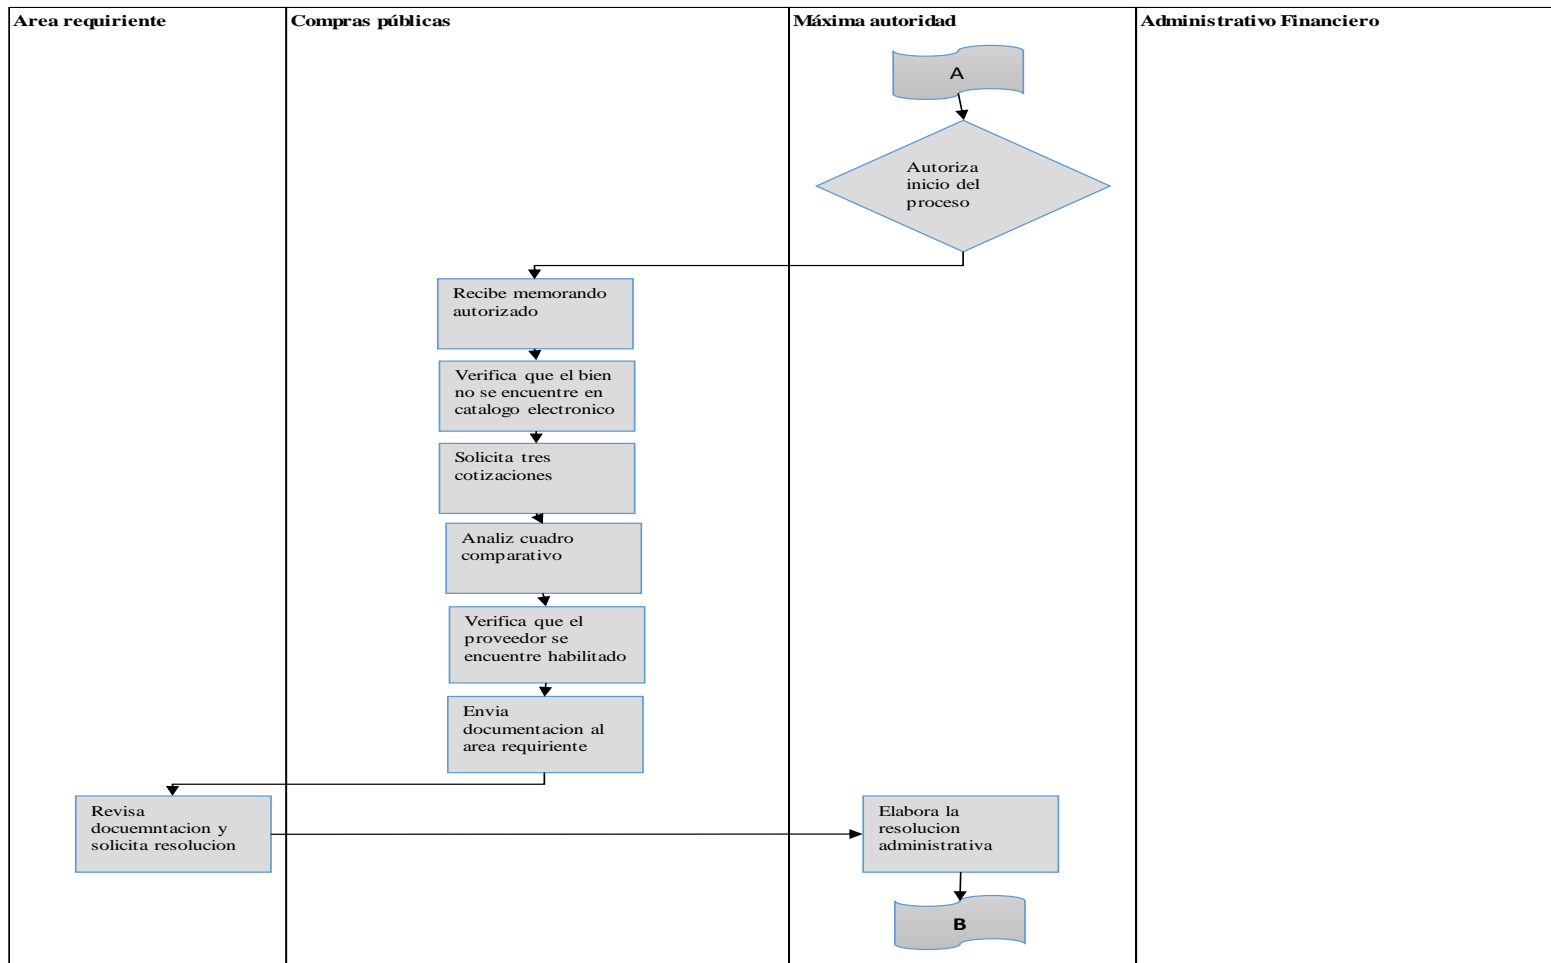 Area requiriente
Compras públicas
Máxima autoridad
Administrativo Financiero
A
Autoriza
inicio del
proceso
Recibe memorando
autorizado
Verifica que el bien
no se encuentre en
catalogo electronico
Solicita tres
cotizaciones
Analiz cuadro
comparativo
Verifica que el
proveedor se
encuentre habilitado
Envia
documentacion al
area requiriente
Revisa
docuemntacion y
solicita resolucion
Elabora la
resolucion
administrativa
B